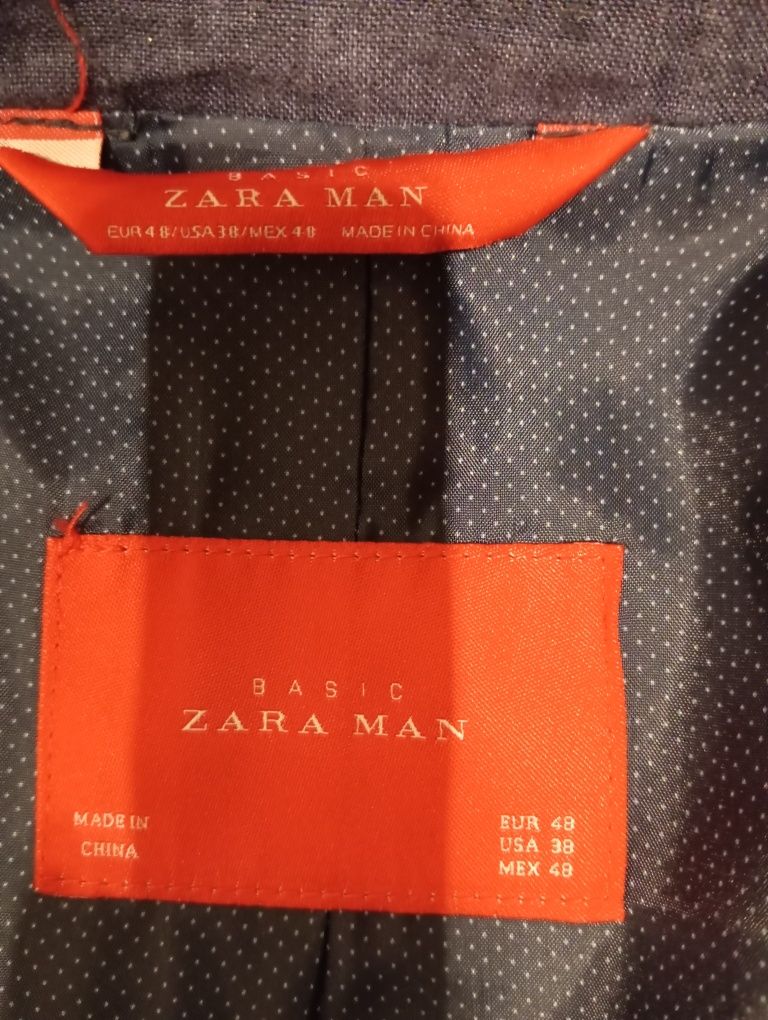 BASIC
ZARA MAN
EUR 48/USA 38/MEX 48 MADE IN CHINA
BASIC
ZARA MAN
MADE IN
CHINA
EUR 48
USA 38
MEX 48